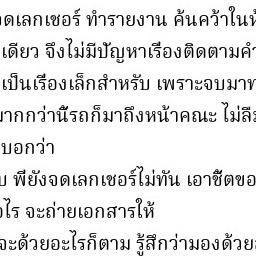 จดเลกเชอร์ ทำรายงาน ค้นคว้าในห้
เดียว จึงไม่มีปัญหาเรื่องติดตามคำ
เป็นเรื่องเล็กสำหรับ เพราะจบมาท
มากกว่านี้รถก็มาถึงหน้าคณะ ไม่ลืม
บอกว่า
บ พี่ยังจดเลกเชอร์ไม่ทัน เอาชีตขอ
ไร จะถ่ายเอกสารให้
จะด้วยอะไรก็ตาม รู้สึกว่ามองด้วย